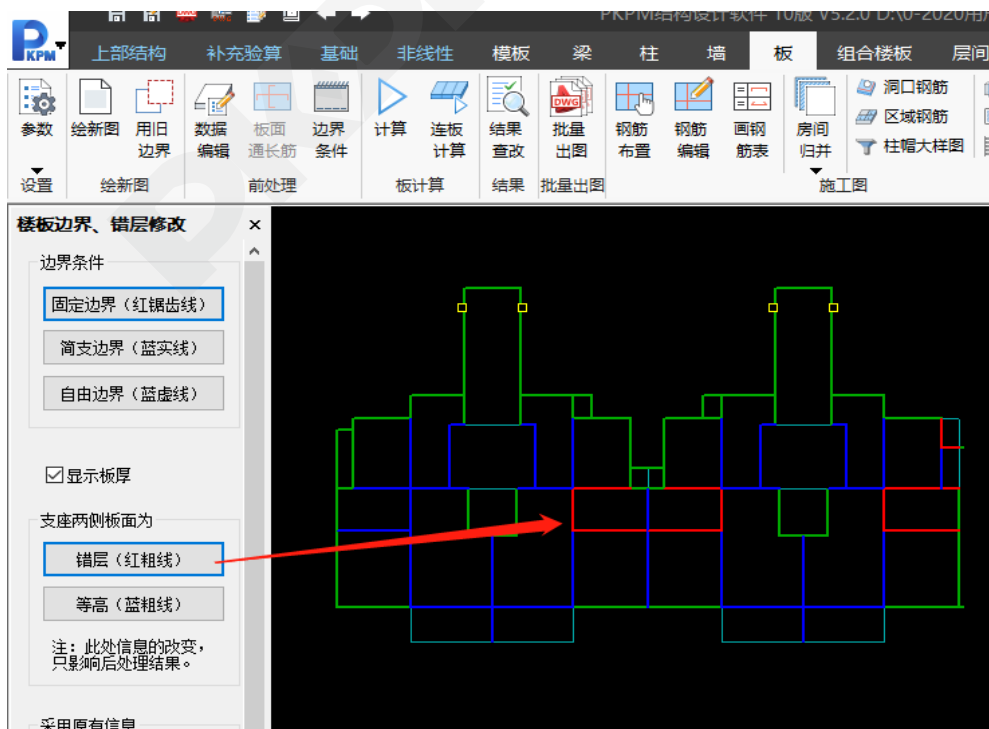 PKPM结构设计软件 10版 V5.2.0 D:\0-2020用
PKPM
上部结构 补充验算 基础 非线性 模板 梁 柱 墙 板 组合楼板 层间
参数 绘新图 用旧边界 数据编辑 板面通长筋 边界条件 计算 连板计算 结果查改 批量出图 钢筋布置 钢筋编辑 画钢筋表 房间归并
DWG
洞口钢筋
区域钢筋
柱帽大样图
设置 绘新图 前处理 板计算 结果 批量出图 施工图
楼板边界、错层修改
边界条件
固定边界（红锯齿线）
简支边界（蓝实线）
自由边界（蓝虚线）
显示板厚
支座两侧板面为
错层（红粗线）
等高（蓝粗线）
注：此处信息的改变，
只影响后处理结果。
采用原有信息